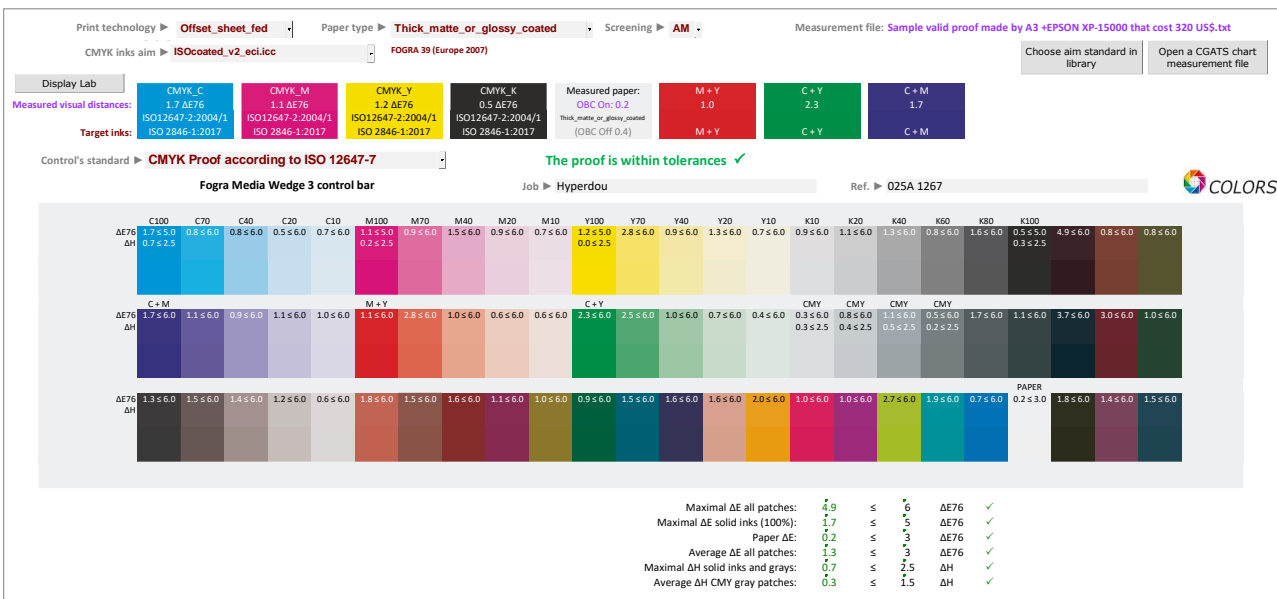 Print technology ► Offset_sheet_fed Paper type ► Thick_matte_or_glossy_coated Screening ► AM Measurement file: Sample valid proof made by A3 +EPSON XP-15000 that cost 320 US$.txt
CMYK inks aim ► ISOcoated_v2_eci.icc FOGRA 39 (Europe 2007)
Choose aim standard in library
Open a CGATS chart measurement file
Display Lab
CMYK_C CMYK_M CMYK_Y CMYK_K Measured paper: M + Y C + Y C + M
Measured visual distances: 1.7 ΔE76 1.1 ΔE76 1.2 ΔE76 0.5 ΔE76 OBC On: 0.2 1.0 2.3 1.7
ISO12647-2:2004/1 ISO12647-2:2004/1 ISO12647-2:2004/1 ISO12647-2:2004/1 Thick_matte_or_glossy_coated
Target inks: ISO 2846-1:2017 ISO 2846-1:2017 ISO 2846-1:2017 ISO 2846-1:2017 (OBC Off 0.4) M + Y C + Y C + M
Control's standard ► CMYK Proof according to ISO 12647-7 The proof is within tolerances ✓
Fogra Media Wedge 3 control bar Job ► Hyperdou Ref. ► 025A 1267
COLORS
C100 C70 C40 C20 C10 M100 M70 M40 M20 M10 Y100 Y70 Y40 Y20 Y10 K10 K20 K40 K60 K80 K100
ΔE76 1.7 ≤ 5.0 0.8 ≤ 6.0 0.8 ≤ 6.0 0.5 ≤ 6.0 0.7 ≤ 6.0 1.1 ≤ 5.0 0.9 ≤ 6.0 1.5 ≤ 6.0 0.9 ≤ 6.0 0.7 ≤ 6.0 1.2 ≤ 5.0 2.8 ≤ 6.0 0.9 ≤ 6.0 1.3 ≤ 6.0 0.7 ≤ 6.0 0.9 ≤ 6.0 1.1 ≤ 6.0 1.3 ≤ 6.0 0.8 ≤ 6.0 1.6 ≤ 6.0 0.5 ≤ 5.0 4.9 ≤ 6.0 0.8 ≤ 6.0 0.8 ≤ 6.0
ΔH 0.7 ≤ 2.5 0.2 ≤ 2.5 0.0 ≤ 2.5 0.3 ≤ 2.5
C + M M + Y C + Y CMY CMY CMY CMY
ΔE76 1.7 ≤ 6.0 1.1 ≤ 6.0 0.9 ≤ 6.0 1.1 ≤ 6.0 1.0 ≤ 6.0 1.1 ≤ 6.0 2.8 ≤ 6.0 1.0 ≤ 6.0 0.6 ≤ 6.0 0.6 ≤ 6.0 2.3 ≤ 6.0 2.5 ≤ 6.0 1.0 ≤ 6.0 0.7 ≤ 6.0 0.4 ≤ 6.0 0.3 ≤ 6.0 0.8 ≤ 6.0 1.1 ≤ 6.0 0.5 ≤ 6.0 1.7 ≤ 6.0 1.1 ≤ 6.0 3.7 ≤ 6.0 3.0 ≤ 6.0 1.0 ≤ 6.0
ΔH 0.3 ≤ 2.5 0.4 ≤ 2.5 0.5 ≤ 2.5 0.2 ≤ 2.5
PAPER
ΔE76 1.3 ≤ 6.0 1.5 ≤ 6.0 1.4 ≤ 6.0 1.2 ≤ 6.0 0.6 ≤ 6.0 1.8 ≤ 6.0 1.5 ≤ 6.0 1.6 ≤ 6.0 1.1 ≤ 6.0 1.0 ≤ 6.0 0.9 ≤ 6.0 1.5 ≤ 6.0 1.6 ≤ 6.0 1.6 ≤ 6.0 2.0 ≤ 6.0 1.0 ≤ 6.0 1.0 ≤ 6.0 2.7 ≤ 6.0 1.9 ≤ 6.0 0.7 ≤ 6.0 0.2 ≤ 3.0 1.8 ≤ 6.0 1.4 ≤ 6.0 1.5 ≤ 6.0
ΔH
Maximal ΔE all patches: 4.9 ≤ 6 ΔE76 ✓
Maximal ΔE solid inks (100%): 1.7 ≤ 5 ΔE76 ✓
Paper ΔE: 0.2 ≤ 3 ΔE76 ✓
Average ΔE all patches: 1.3 ≤ 3 ΔE76 ✓
Maximal ΔH solid inks and grays: 0.7 ≤ 2.5 ΔH ✓
Average ΔH CMY gray patches: 0.3 ≤ 1.5 ΔH ✓